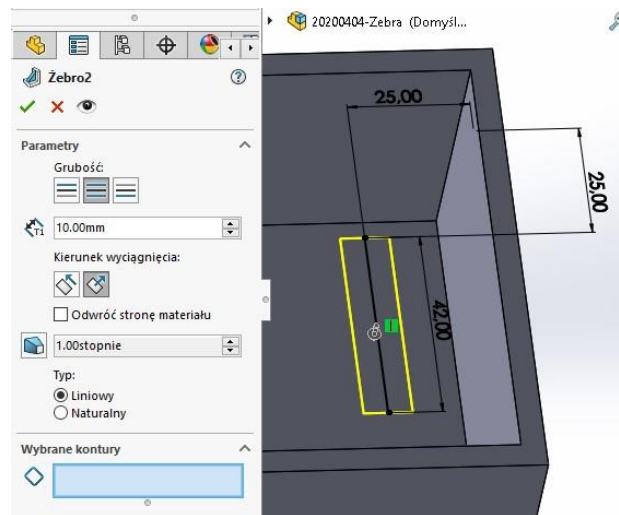 20200404-Zebra (Domyśl...
Żebro2
Parametry
Grubość:
T1
10.00mm
Kierunek wyciągnięcia:
Odwróć stronę materiału
1.00stopnie
Typ:
Liniowy
Naturalny
Wybrane kontury
25,00
25,00
42,00